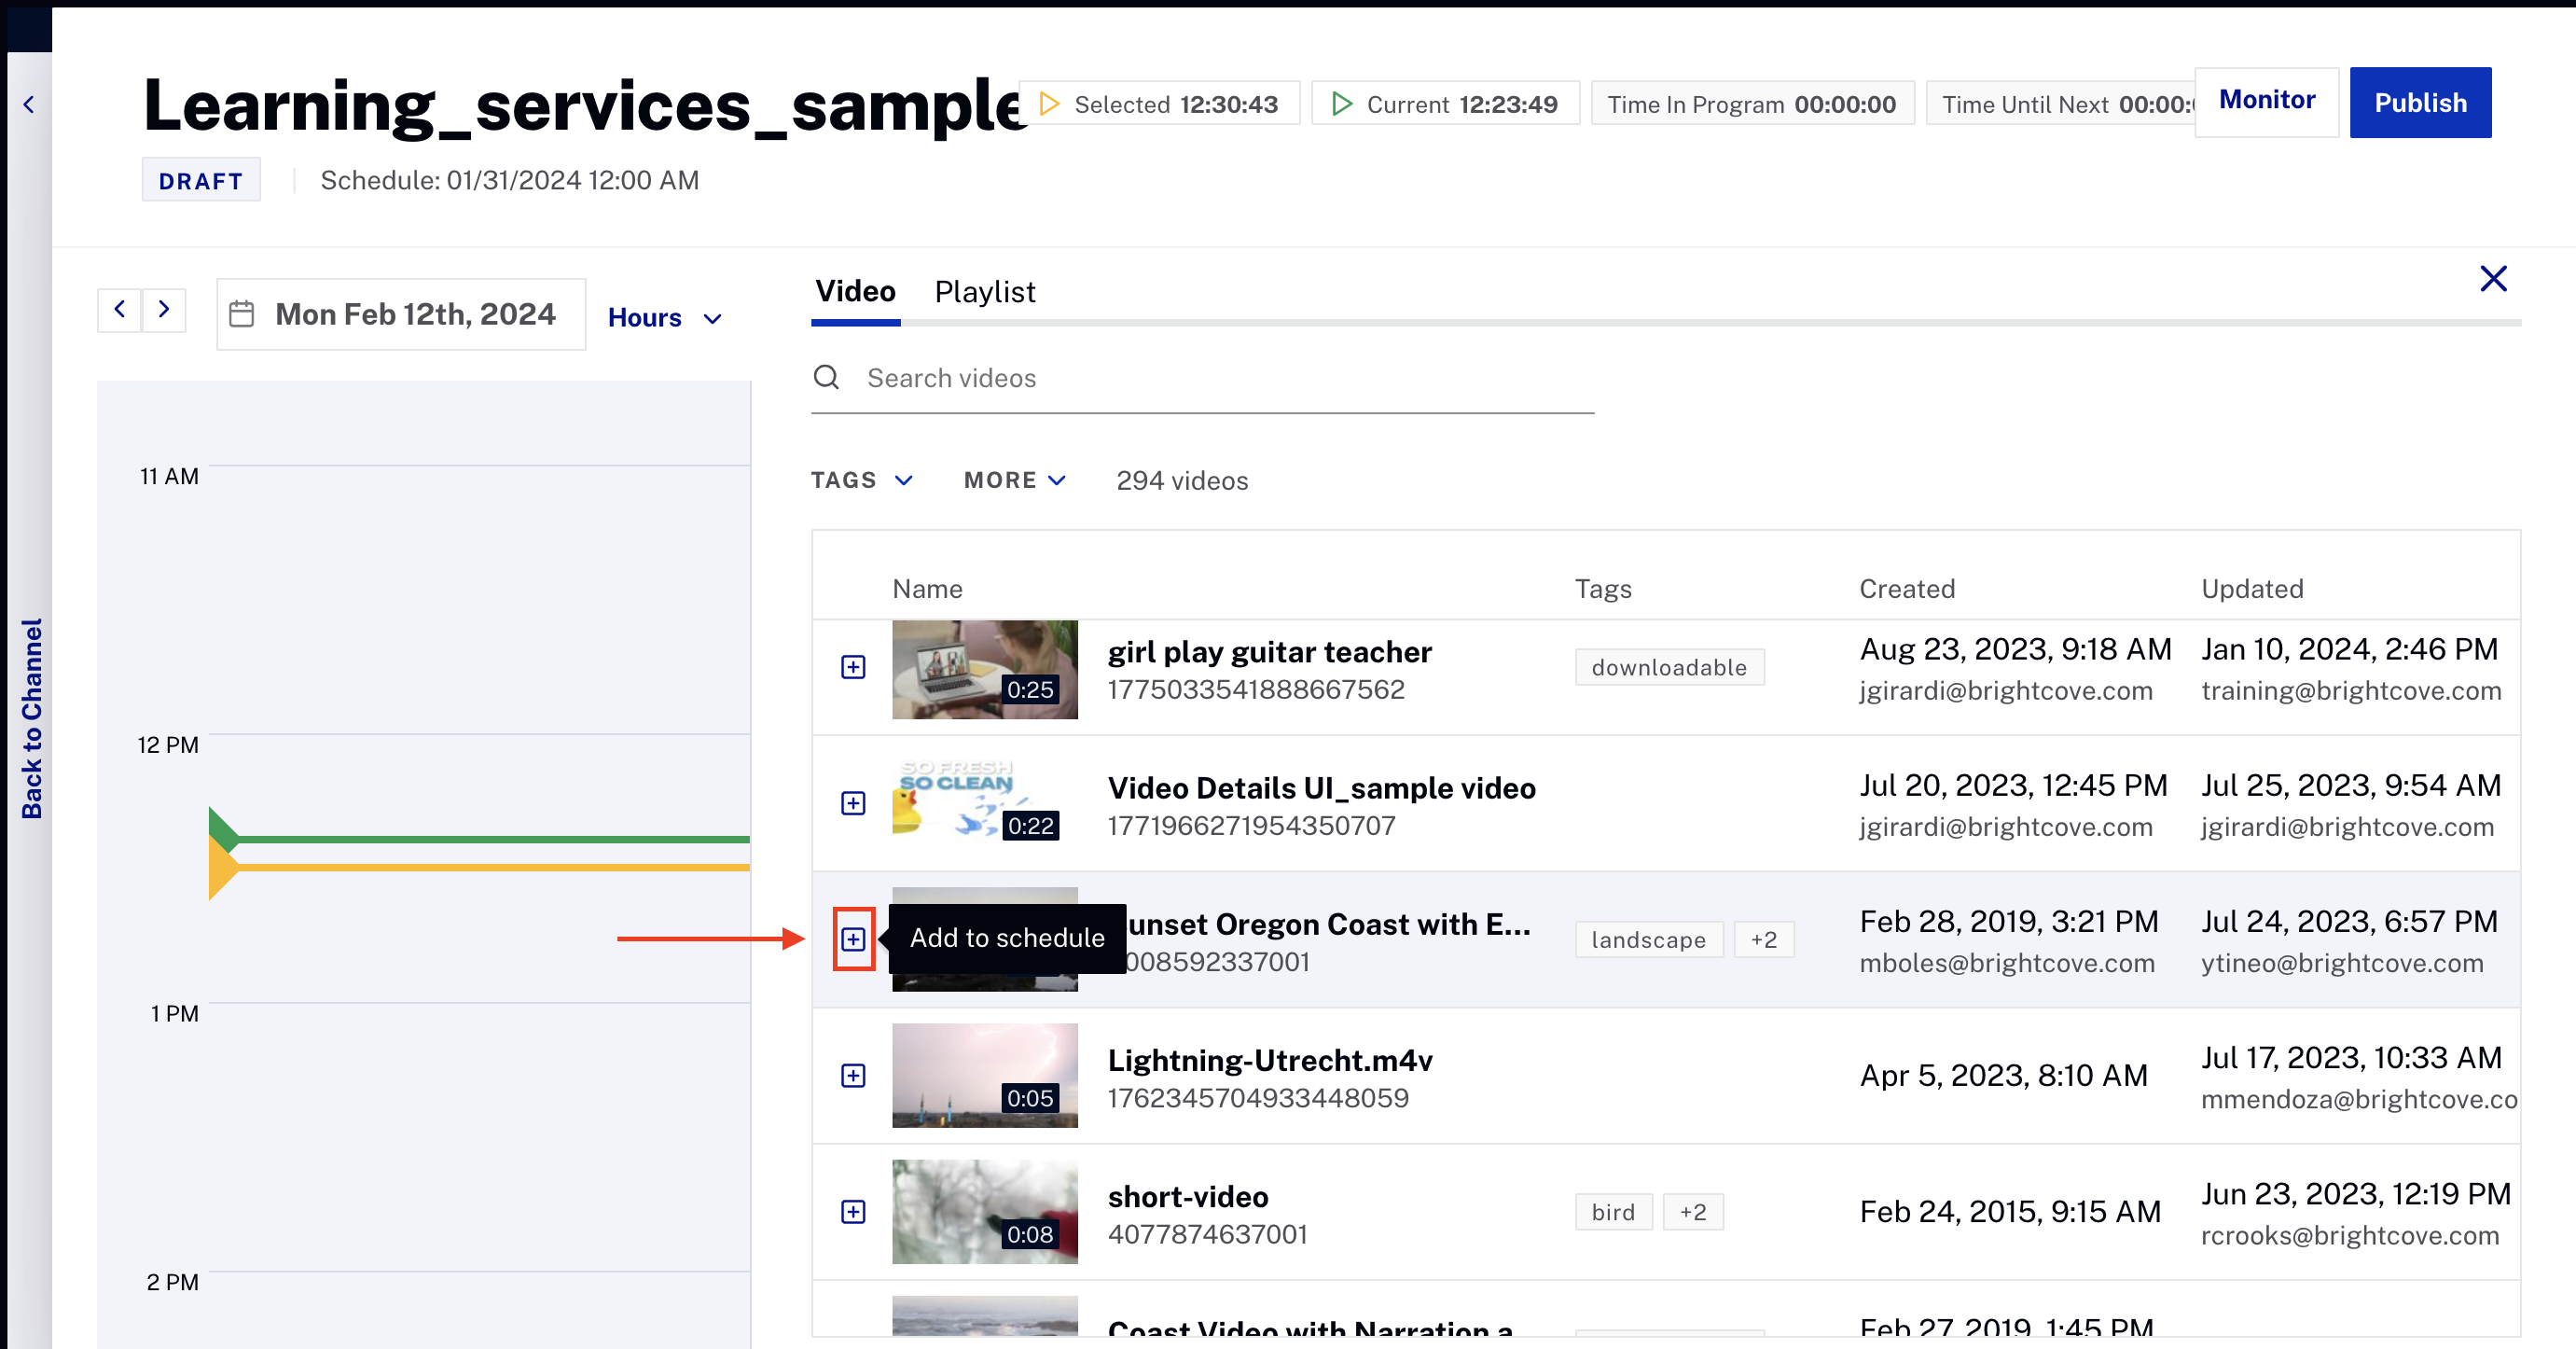 Learning_services_sample
Selected 12:30:43
Current 12:23:49
Time In Program 00:00:00
Time Until Next 00:00:
Monitor
Publish
DRAFT
Schedule: 01/31/2024 12:00 AM
Back to Channel
Mon Feb 12th, 2024
Hours
11 AM
12 PM
1 PM
2 PM
Video
Playlist
Search videos
TAGS
MORE
294 videos
Name
Tags
Created
Updated
0:25
girl play guitar teacher
1775033541888667562
downloadable
Aug 23, 2023, 9:18 AM
jgirardi@brightcove.com
Jan 10, 2024, 2:46 PM
training@brightcove.com
SO FRESH
SO CLEAN
0:22
Video Details UI_sample video
1771966271954350707
Jul 20, 2023, 12:45 PM
jgirardi@brightcove.com
Jul 25, 2023, 9:54 AM
jgirardi@brightcove.com
Add to schedule
unset Oregon Coast with E...
008592337001
landscape
+2
Feb 28, 2019, 3:21 PM
mboles@brightcove.com
Jul 24, 2023, 6:57 PM
ytineo@brightcove.com
0:05
Lightning-Utrecht.m4v
1762345704933448059
Apr 5, 2023, 8:10 AM
Jul 17, 2023, 10:33 AM
mmendoza@brightcove.co
0:08
short-video
4077874637001
bird
+2
Feb 24, 2015, 9:15 AM
Jun 23, 2023, 12:19 PM
rcrooks@brightcove.com
Coast Video with Narration a
Feb 27, 2019, 1:45 PM